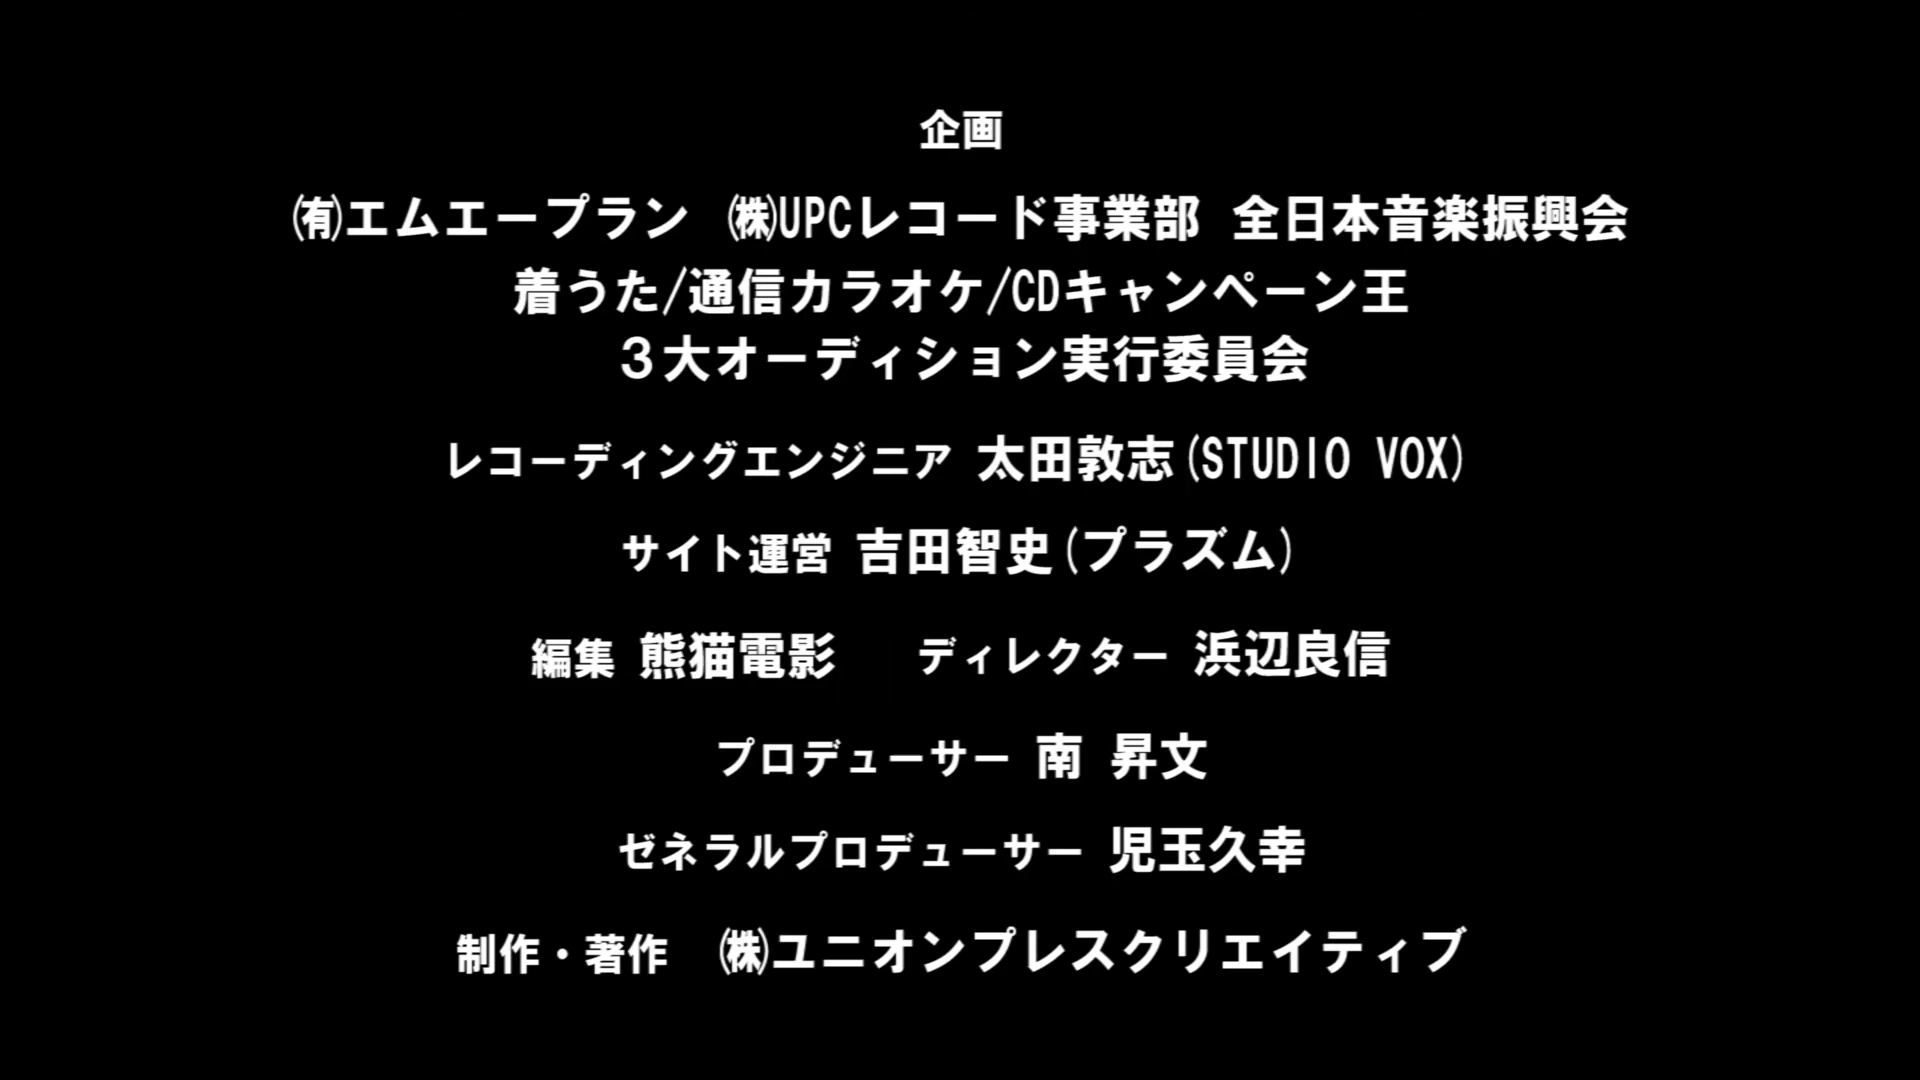 企画
㈲エムエープラン ㈱UPCレコード事業部 全日本音楽振興会
着うた/通信カラオケ/CDキャンペーン王
３大オーディション実行委員会
レコーディングエンジニア 太田敦志(STUDIO VOX)
サイト運営 吉田智史(プラズム)
編集 熊猫電影 ディレクター 浜辺良信
プロデューサー 南 昇文
ゼネラルプロデューサー 児玉久幸
制作・著作 ㈱ユニオンプレスクリエイティブ